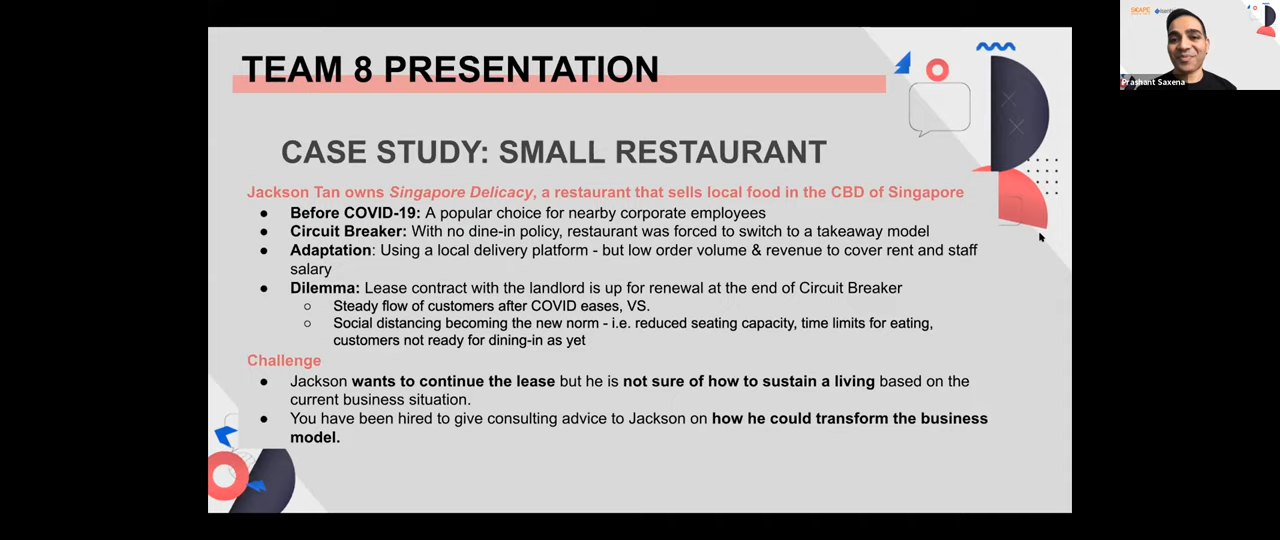 TEAM 8 PRESENTATION
CASE STUDY: SMALL RESTAURANT
Jackson Tan owns Singapore Delicacy, a restaurant that sells local food in the CBD of Singapore
● Before COVID-19: A popular choice for nearby corporate employees
● Circuit Breaker: With no dine-in policy, restaurant was forced to switch to a takeaway model
● Adaptation: Using a local delivery platform - but low order volume & revenue to cover rent and staff
salary
● Dilemma: Lease contract with the landlord is up for renewal at the end of Circuit Breaker
○ Steady flow of customers after COVID eases, VS.
○ Social distancing becoming the new norm - i.e. reduced seating capacity, time limits for eating,
customers not ready for dining-in as yet
Challenge
● Jackson wants to continue the lease but he is not sure of how to sustain a living based on the
current business situation.
● You have been hired to give consulting advice to Jackson on how he could transform the business
model.
Prashant Saxena